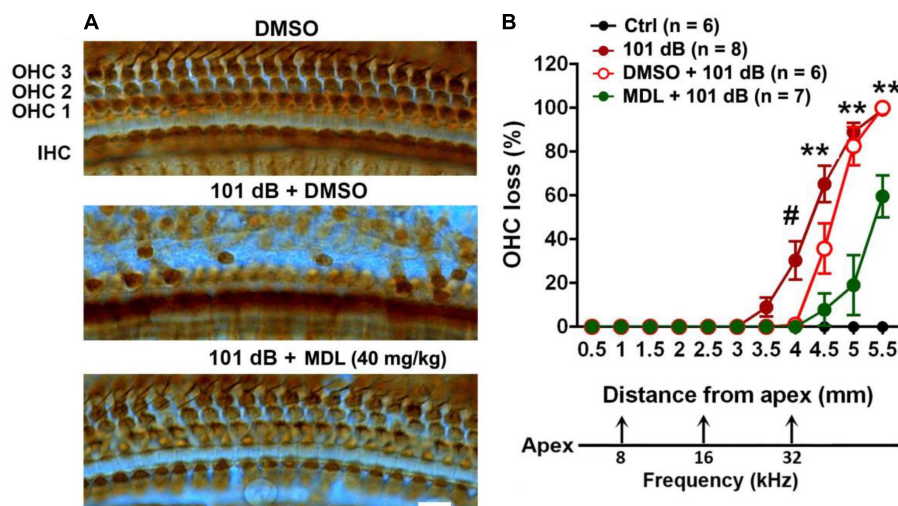 A
DMSO
OHC 3
OHC 2
OHC 1
IHC
101 dB + DMSO
101 dB + MDL (40 mg/kg)
B
Ctrl (n = 6)
101 dB (n = 8)
DMSO + 101 dB (n = 6)
MDL + 101 dB (n = 7)
OHC loss (%)
120
100
80
60
40
20
0
#
**
**
**
0.5 1 1.5 2 2.5 3 3.5 4 4.5 5 5.5
Distance from apex (mm)
Apex
8 16 32
Frequency (kHz)